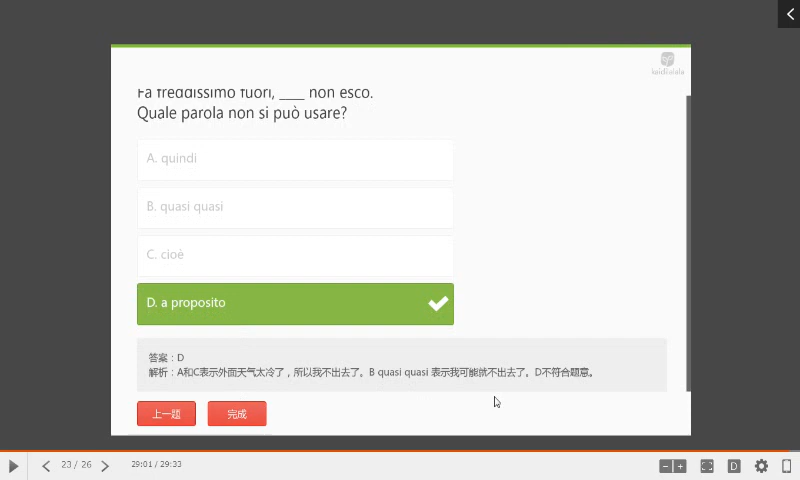 kaidialala
Fa freddissimo fuori, ___ non esco.
Quale parola non si può usare?
A. quindi
B. quasi quasi
C. cioè
D. a proposito
答案：D
解析：A和C表示外面天气太冷了，所以我不出去了。B quasi quasi 表示我可能就不出去了。D不符合题意。
上一题 完成
23 / 26 29:01 / 29:33 D